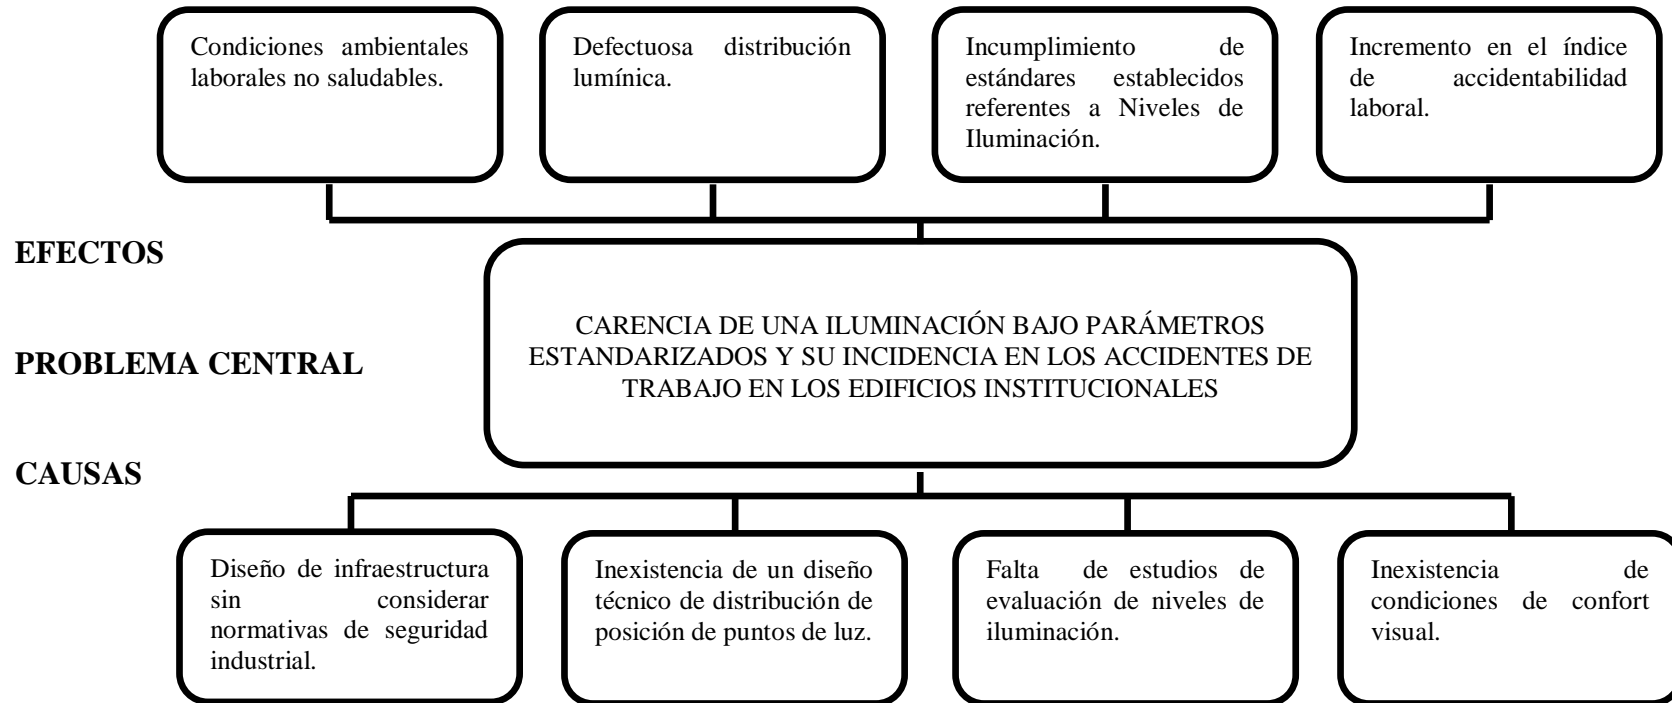 Condiciones ambientales
laborales no saludables.
Defectuosa distribución
lumínica.
Incumplimiento de
estándares establecidos
referentes a Niveles de
Iluminación.
Incremento en el índice
de accidentabilidad
laboral.
EFECTOS
PROBLEMA CENTRAL
CARENCIA DE UNA ILUMINACIÓN BAJO PARÁMETROS
ESTANDARIZADOS Y SU INCIDENCIA EN LOS ACCIDENTES DE
TRABAJO EN LOS EDIFICIOS INSTITUCIONALES
CAUSAS
Diseño de infraestructura
sin considerar
normativas de seguridad
industrial.
Inexistencia de un diseño
técnico de distribución de
posición de puntos de luz.
Falta de estudios de
evaluación de niveles de
iluminación.
Inexistencia de
condiciones de confort
visual.